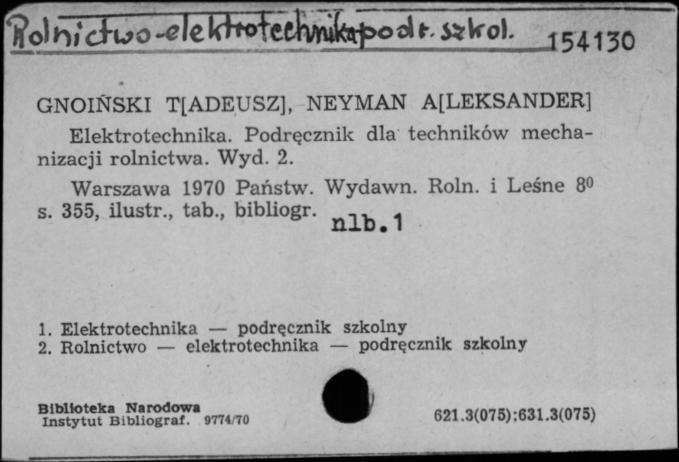 Rolnictwo-elektrotechnika podr. szkol.
154130
GNOIŃSKI T[ADEUSZ], NEYMAN A[LEKSANDER]
Elektrotechnika. Podręcznik dla techników mecha-
nizacji rolnictwa. Wyd. 2.
Warszawa 1970 Państw. Wydawn. Roln. i Leśne 8⁰
s. 355, ilustr., tab., bibliogr.
nlb.1
1. Elektrotechnika — podręcznik szkolny
2. Rolnictwo — elektrotechnika — podręcznik szkolny
Biblioteka Narodowa
Instytut Bibliograf. 9774/70
621.3(075):631.3(075)